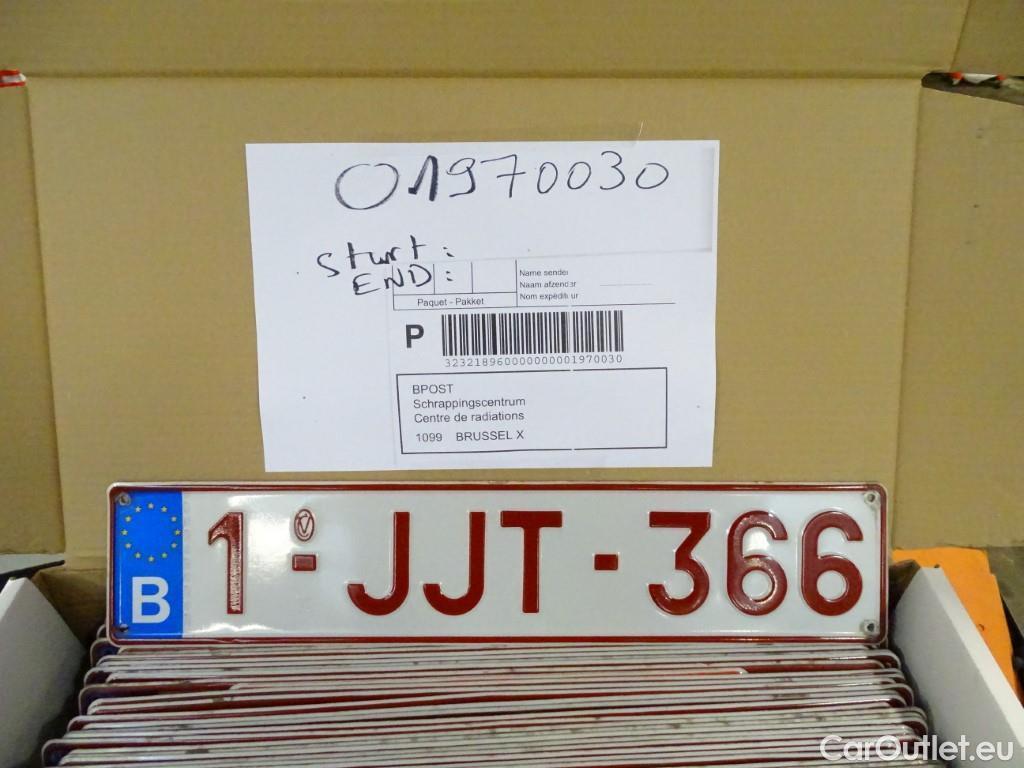 01970030
Sturt:
END:
Name sender
Naam afzender
Nom expéditeur
Paquet - Pakket
P
323218960000000001970030
BPOST
Schrappingscentrum
Centre de radiations
1099 BRUSSEL X
B 1-JJT-366
CarOutlet.eu